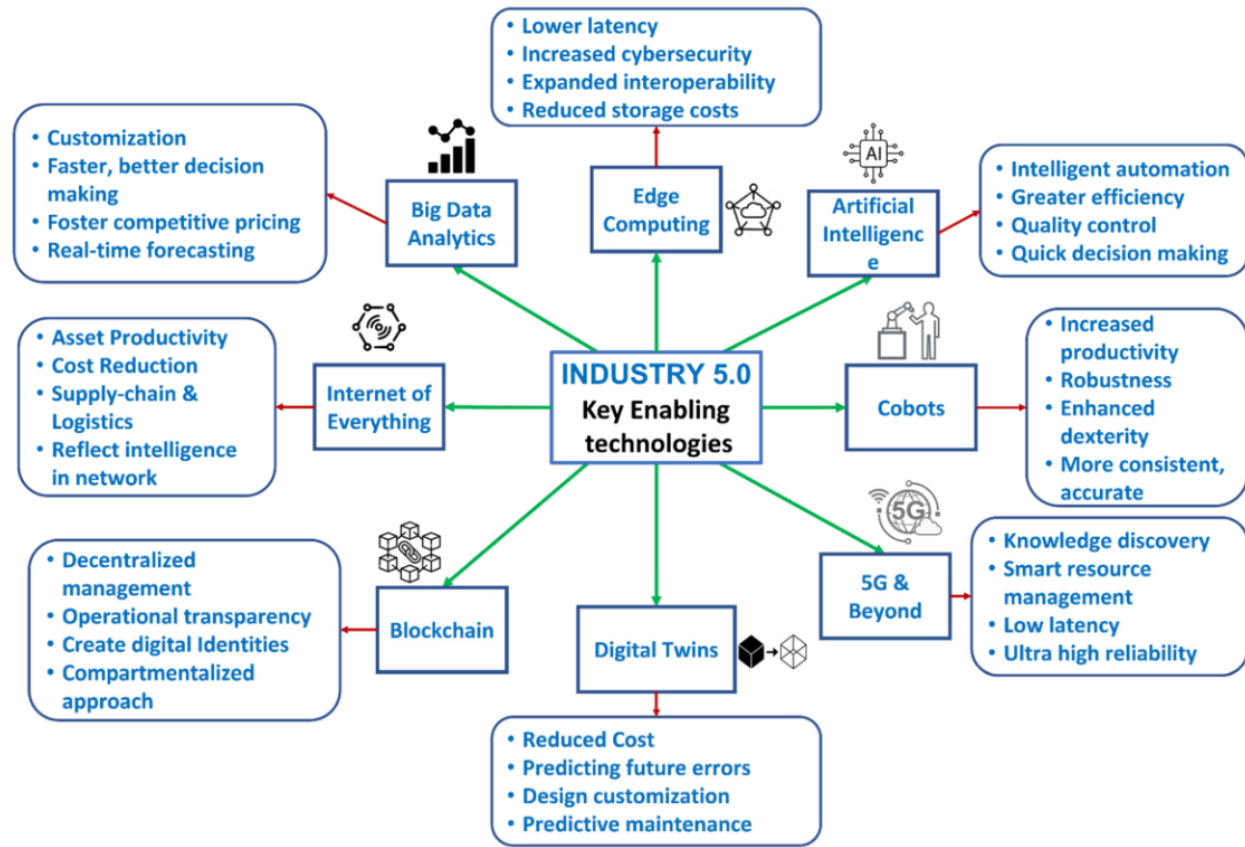 • Lower latency
• Increased cybersecurity
• Expanded interoperability
• Reduced storage costs
• Customization
• Faster, better decision
making
• Foster competitive pricing
• Real-time forecasting
Big Data
Analytics
Edge
Computing
AI
Artificial
Intelligenc
e
• Intelligent automation
• Greater efficiency
• Quality control
• Quick decision making
• Asset Productivity
• Cost Reduction
• Supply-chain &
Logistics
• Reflect intelligence
in network
Internet of
Everything
INDUSTRY 5.0
Key Enabling
technologies
Cobots
• Increased
productivity
• Robustness
• Enhanced
dexterity
• More consistent,
accurate
• Decentralized
management
• Operational transparency
• Create digital Identities
• Compartmentalized
approach
Blockchain
Digital Twins
5G
5G &
Beyond
• Knowledge discovery
• Smart resource
management
• Low latency
• Ultra high reliability
• Reduced Cost
• Predicting future errors
• Design customization
• Predictive maintenance